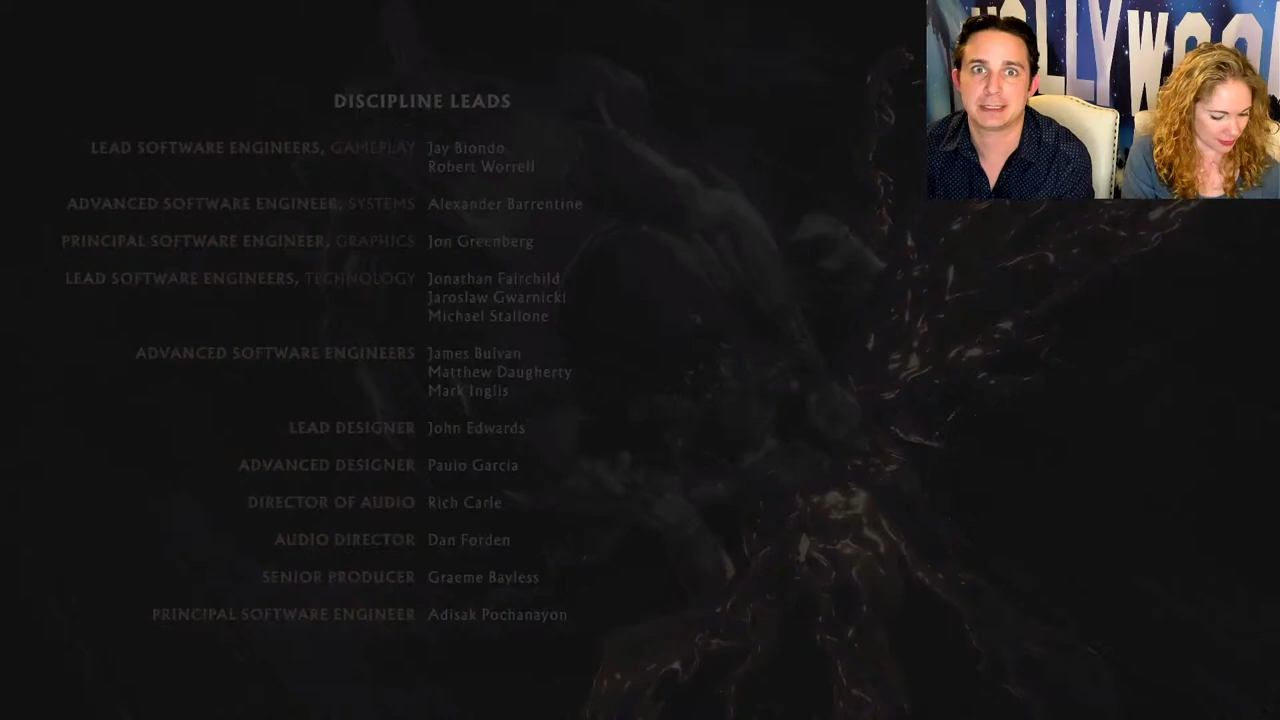 HOLLYWOO
DISCIPLINE LEADS
LEAD SOFTWARE ENGINEERS, GAMEPLAY Jay Biondo
Robert Worrell
ADVANCED SOFTWARE ENGINEER, SYSTEMS Alexander Barrentine
PRINCIPAL SOFTWARE ENGINEER, GRAPHICS Jon Greenberg
LEAD SOFTWARE ENGINEERS, TECHNOLOGY Jonathan Fairchild
Jaroslaw Gwarnicki
Michael Stallone
ADVANCED SOFTWARE ENGINEERS James Bulvan
Matthew Daugherty
Mark Inglis
LEAD DESIGNER John Edwards
ADVANCED DESIGNER Paulo Garcia
DIRECTOR OF AUDIO Rich Carle
AUDIO DIRECTOR Dan Forden
SENIOR PRODUCER Graeme Bayless
PRINCIPAL SOFTWARE ENGINEER Adisak Pochanayon